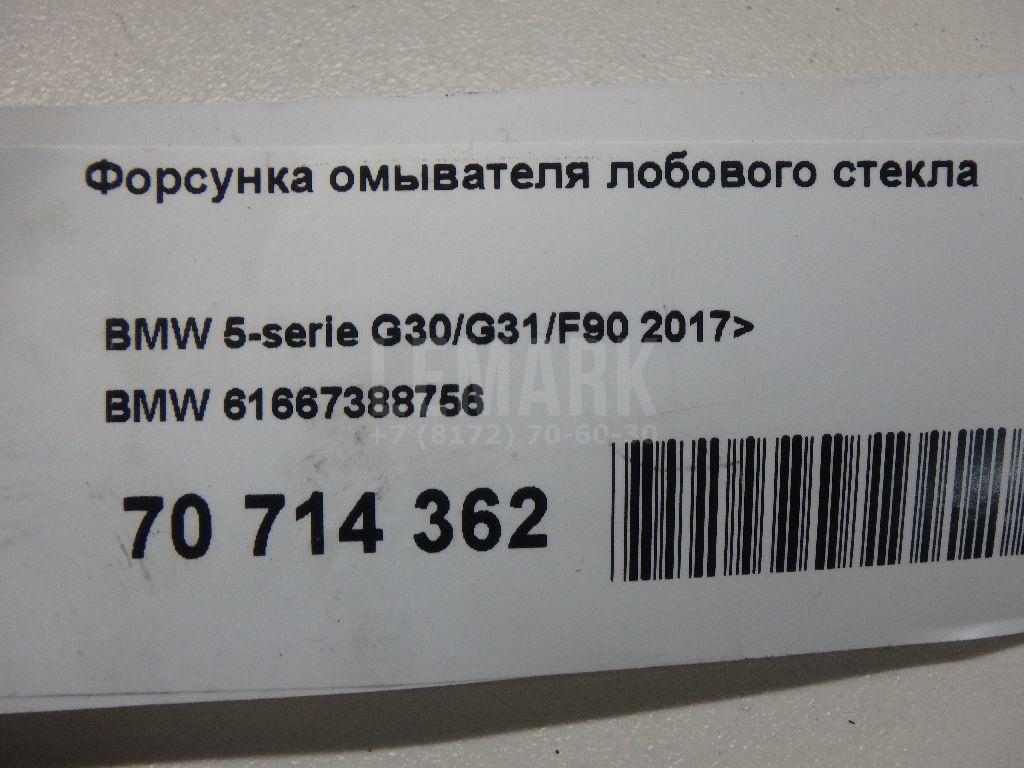 Форсунка омывателя лобового стекла
BMW 5-serie G30/G31/F90 2017>
LEMARK
BMW 61667388756
+7 (8172) 70-60-30
70 714 362